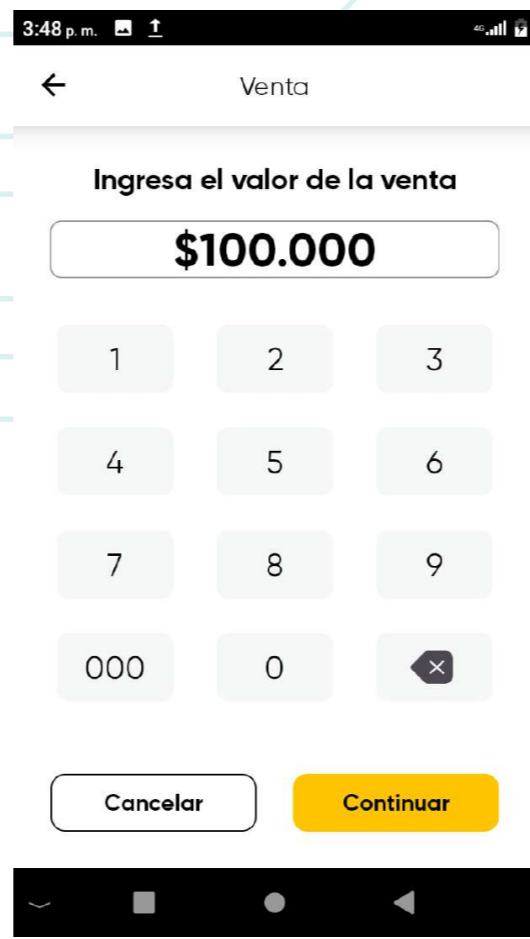 3:48 p. m. 4G
Venta
Ingresa el valor de la venta
$100.000
1 2 3
4 5 6
7 8 9
000 0
Cancelar Continuar